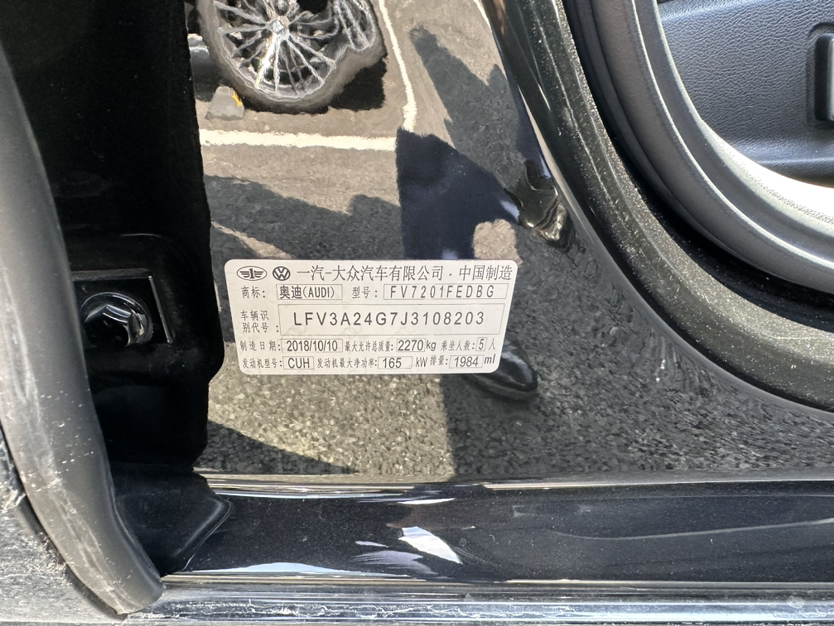 一汽-大众汽车有限公司·中国制造
商标: 奥迪(AUDI) 型号: FV7201FEDBG
车辆识别代号: LFV3A24G7J3108203
制造日期: 2018/10/10 最大允许总质量: 2270 kg 乘坐人数: 5 人
发动机型号: CUH 发动机最大净功率: 165 kW 排量: 1984 ml